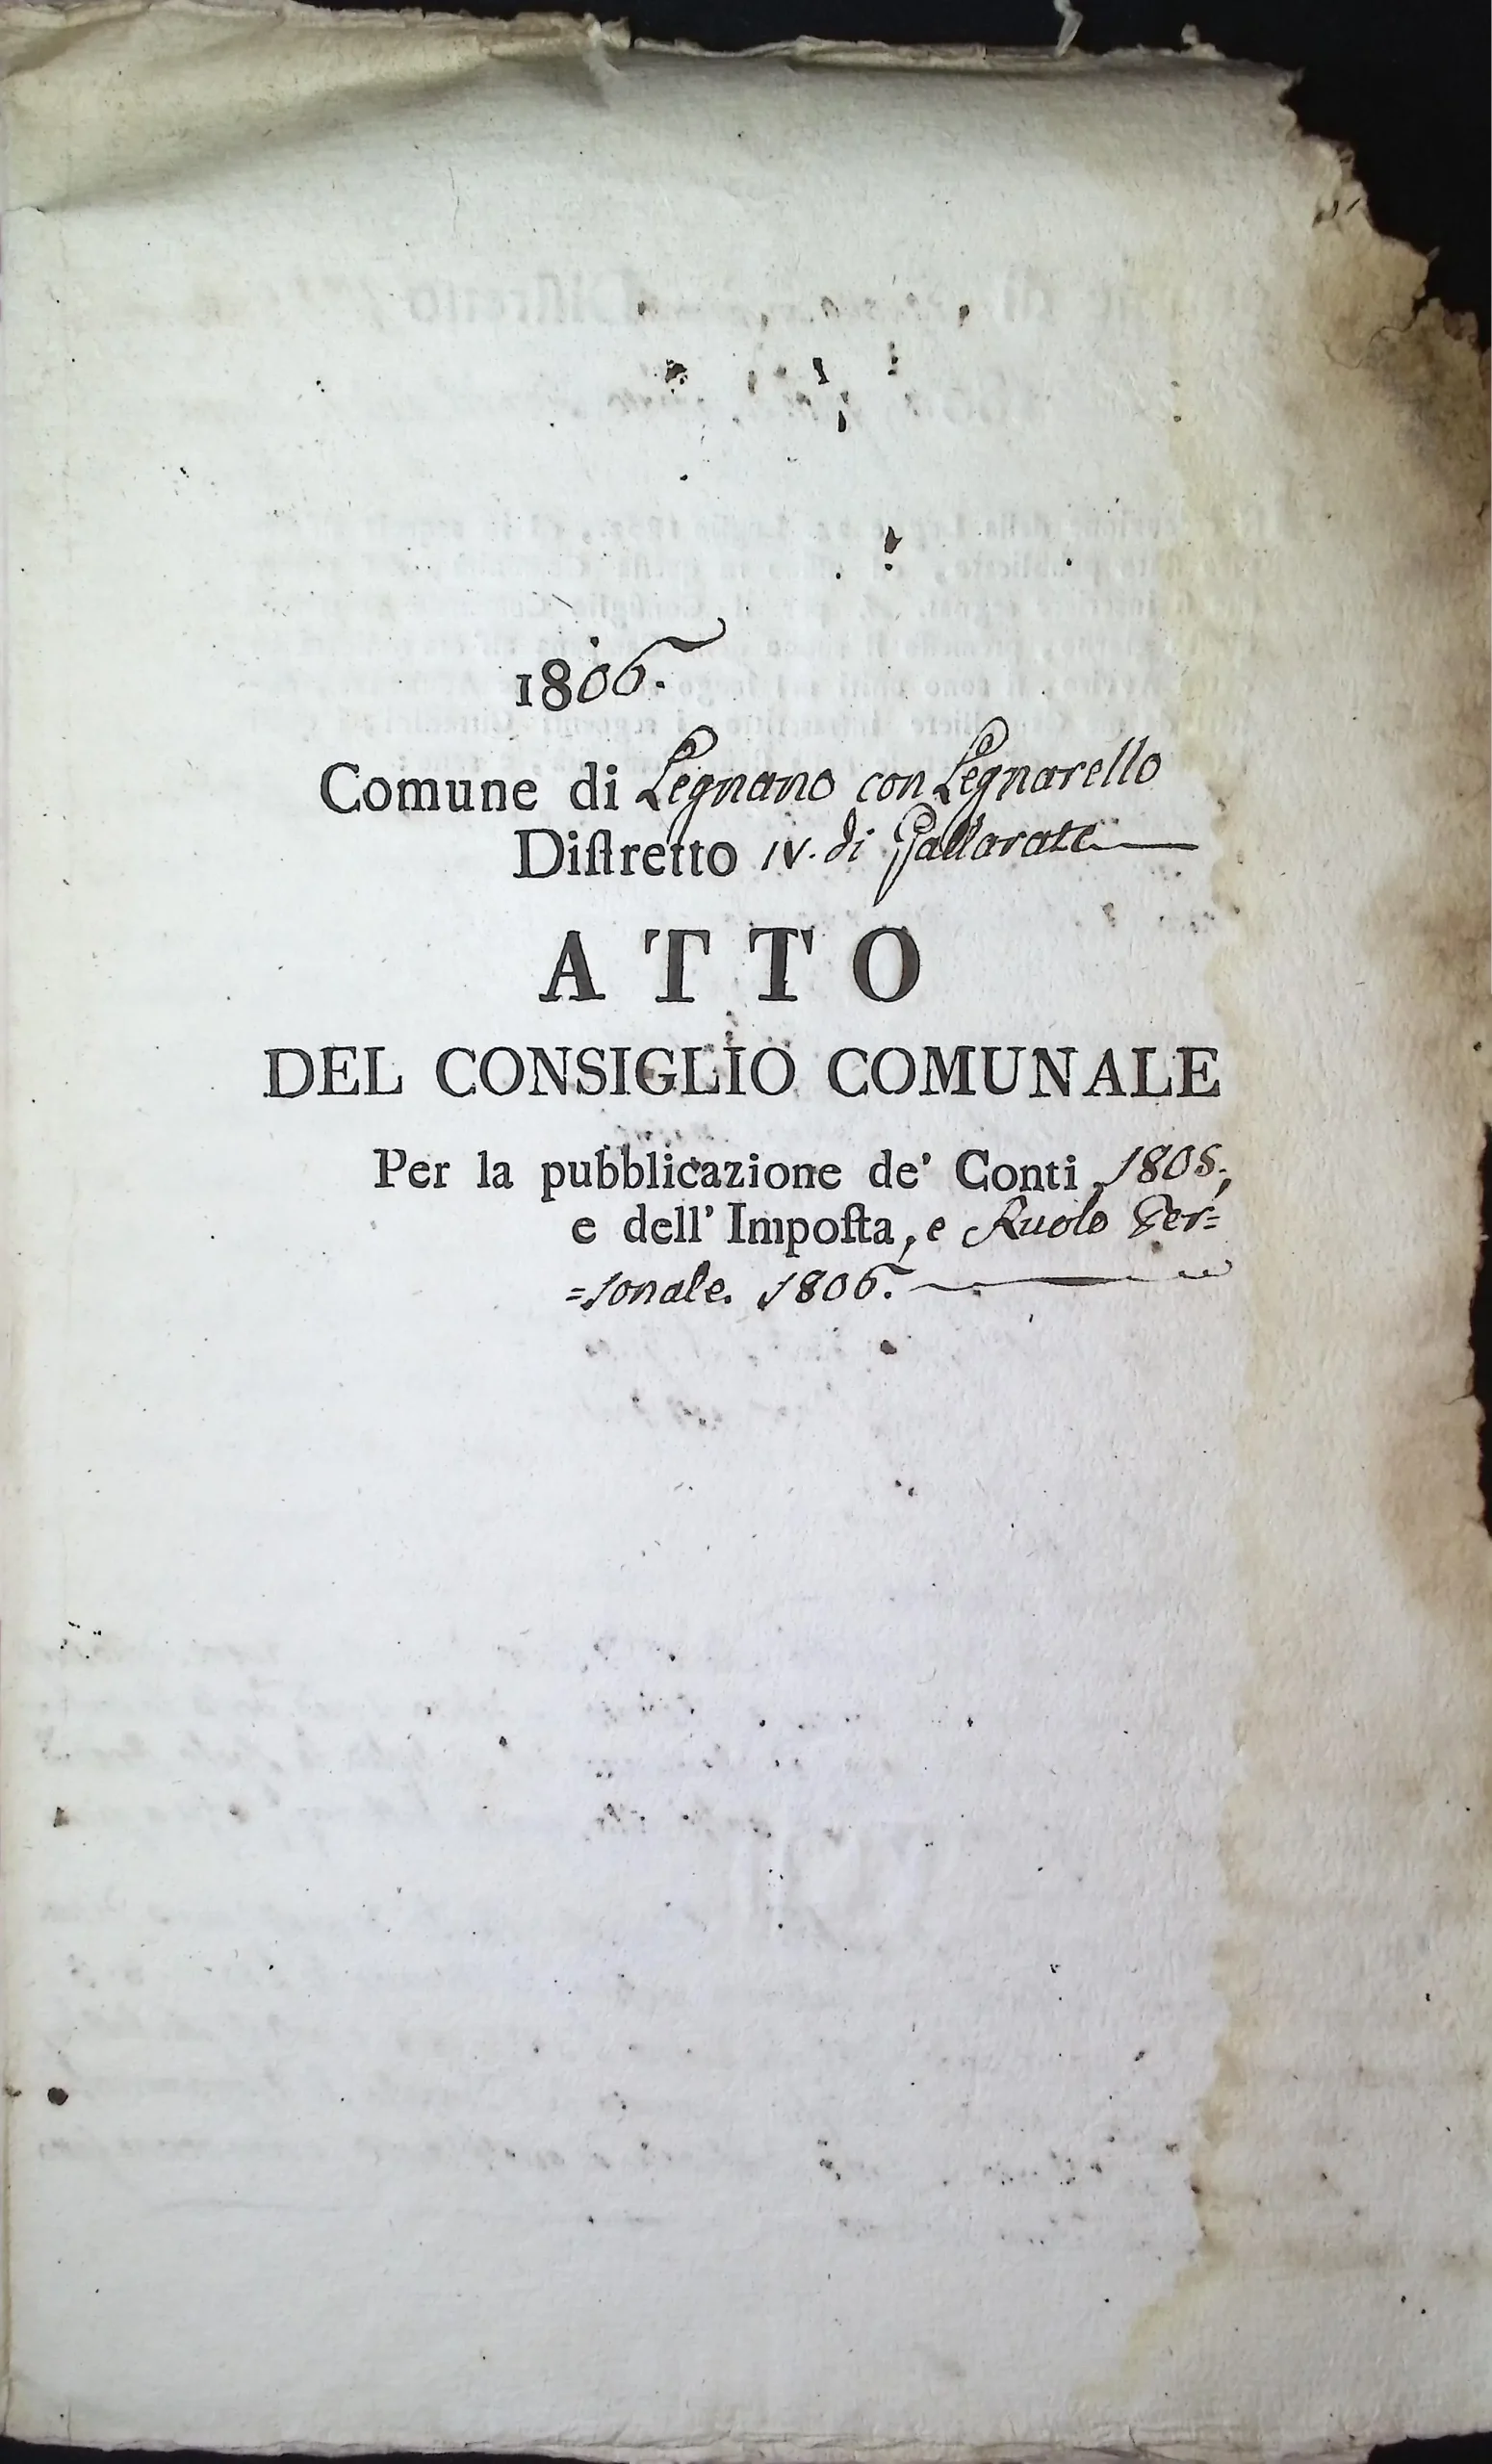 1806.
Comune di Legnano con Legnarello
Diſtretto IV. di Gallarate
ATTO
DEL CONSIGLIO COMUNALE
Per la pubblicazione de' Conti 1805,
e dell' Impoſta, e Ruolo Per=
=sonale. 1806.